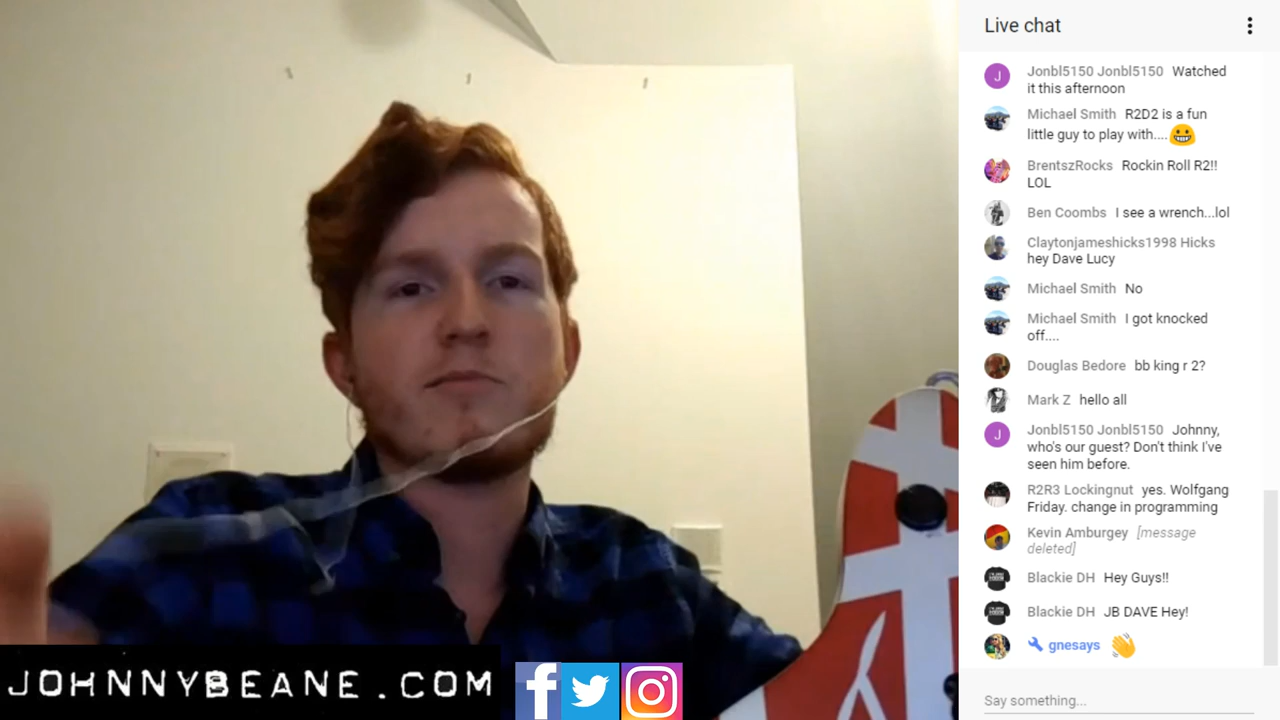 Live chat
J
Jonbl5150 Jonbl5150 Watched
it this afternoon
Michael Smith R2D2 is a fun
little guy to play with....😀
BrentszRocks Rockin Roll R2!!
LOL
Ben Coombs I see a wrench...lol
Claytonjameshicks1998 Hicks
hey Dave Lucy
Michael Smith No
Michael Smith I got knocked
off....
Douglas Bedore bb king r 2?
Mark Z hello all
J
Jonbl5150 Jonbl5150 Johnny,
who's our guest? Don't think I've
seen him before.
R2R3 Lockingnut yes. Wolfgang
Friday. change in programming
Kevin Amburgey [message
deleted]
Blackie DH Hey Guys!!
Blackie DH JB DAVE Hey!
gnesays 👋
Say something...
JOHNNYBEANE.COM